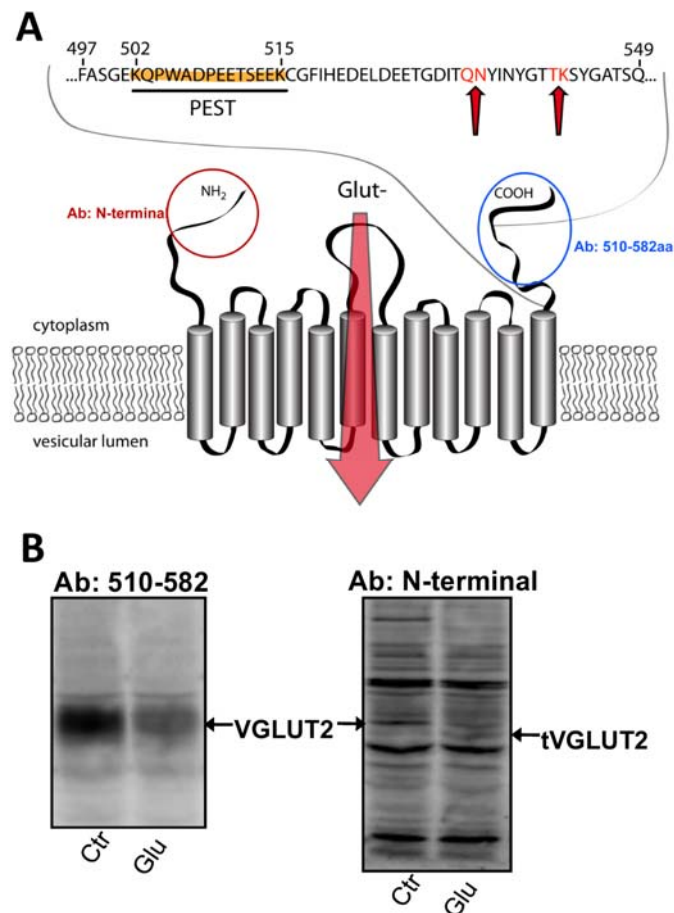 A
497 502 515 549
...FASGEKQPWADPEETSEEKCGFIHEDELDEETGDITQNYINYGTTKSYGATSQ...
PEST
NH2
Glut-
COOH
Ab: N-termina
Ab: 510-582aa
cytoplasm
vesicular lumen
B
Ab: 510-582
Ab: N-terminal
VGLUT2
tVGLUT2
Ctr
Glu
Ctr
Glu